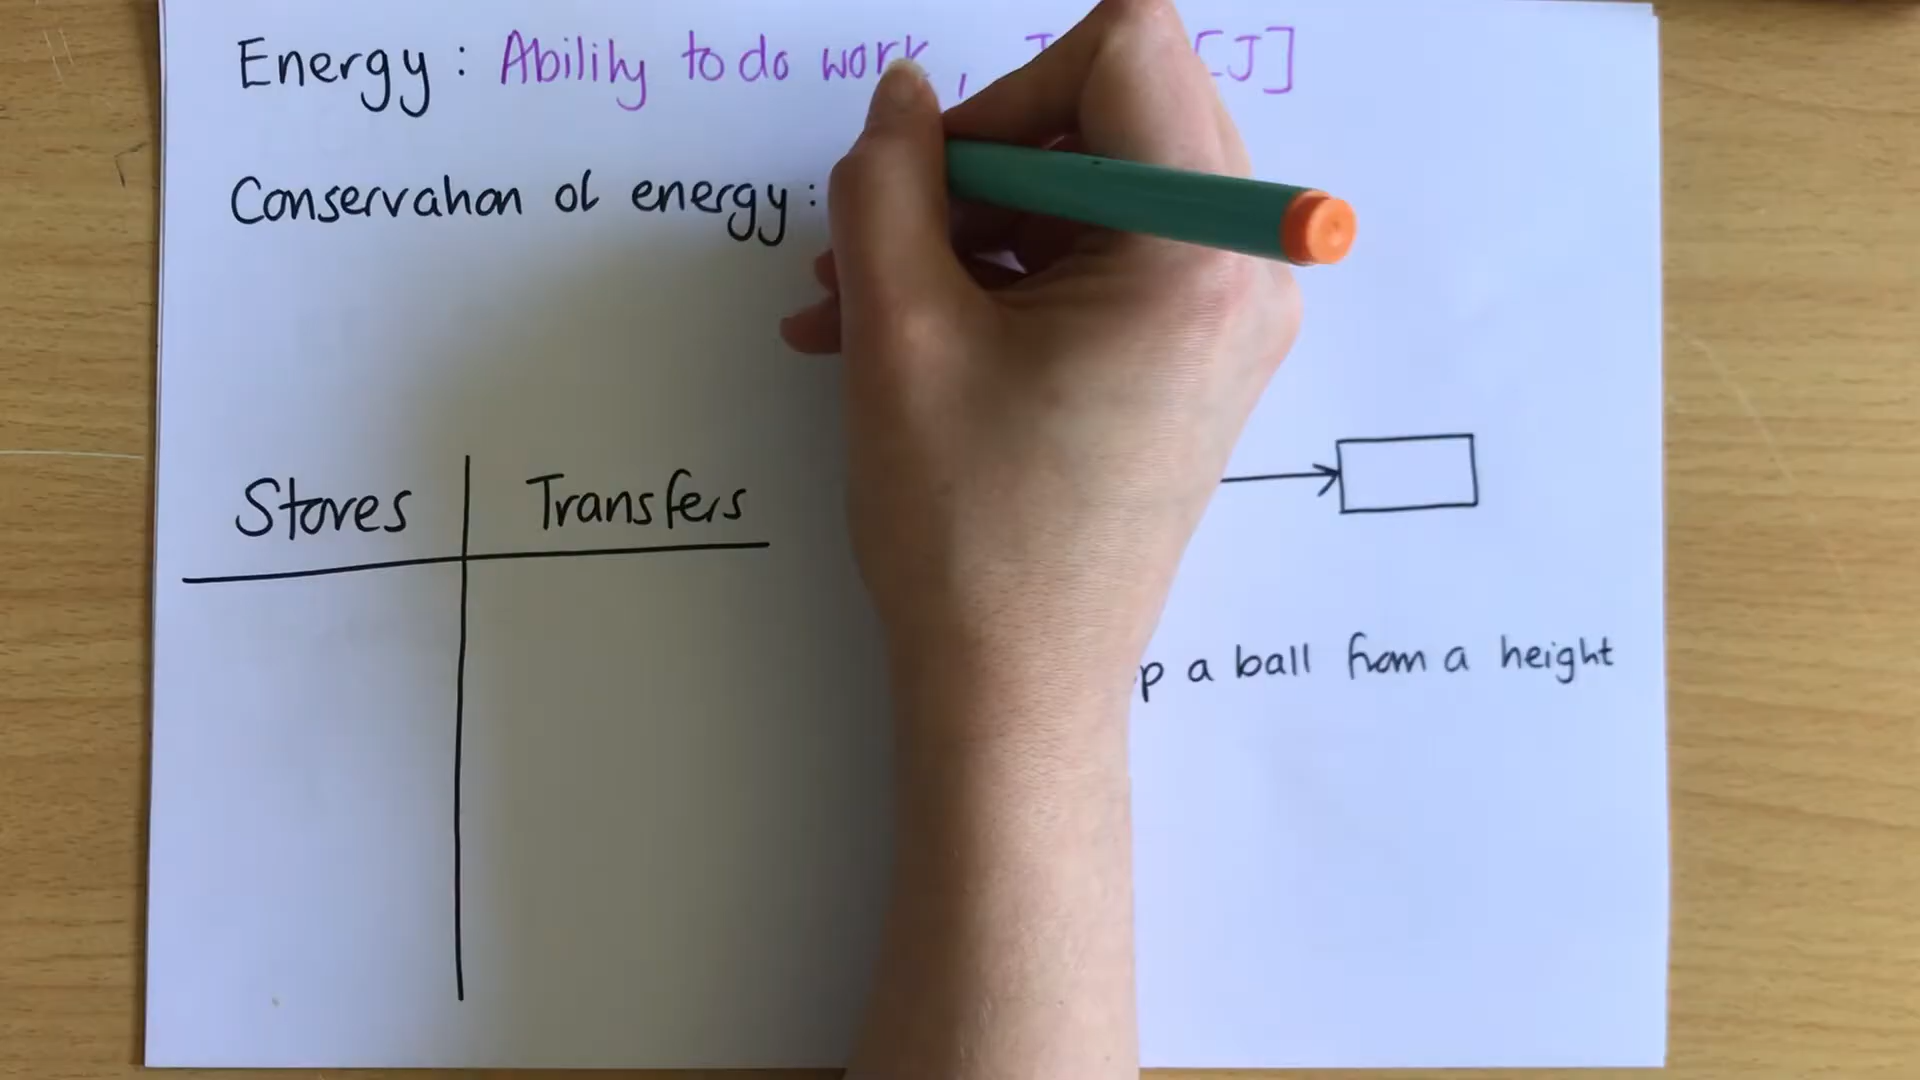 Energy: Ability to do work, [J]
Conservation of energy:
Stores Transfers
a ball from a height